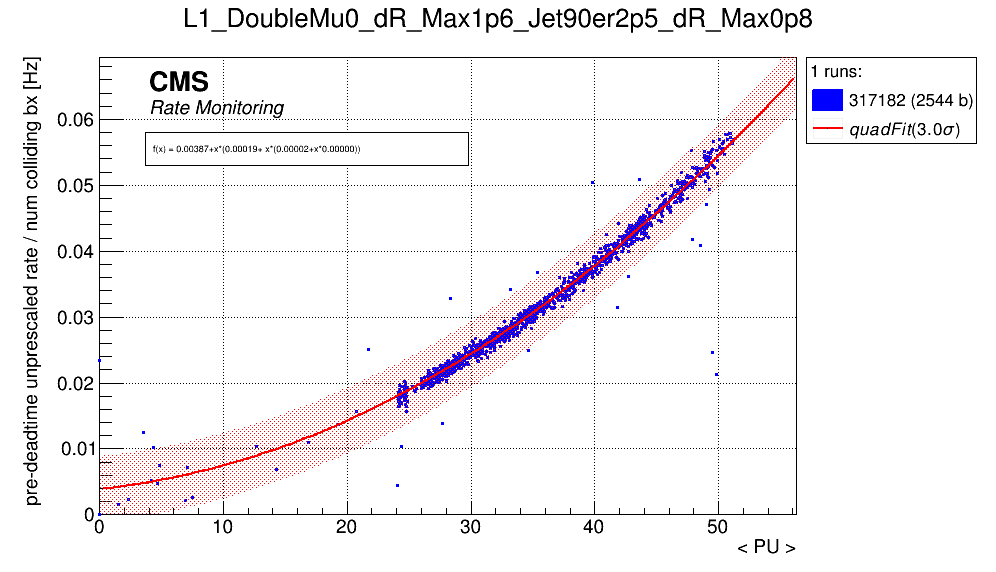 L1_DoubleMu0_dR_Max1p6_Jet90er2p5_dR_Max0p8
pre-deadtime unprescaled rate / num colliding bx [Hz]
CMS
Rate Monitoring
f(x) = 0.00387+x*(0.00019+ x*(0.00002+x*0.00000))
1 runs:
317182 (2544 b)
quadFit(3.0σ)
0.06
0.05
0.04
0.03
0.02
0.01
0
0 10 20 30 40 50
< PU >